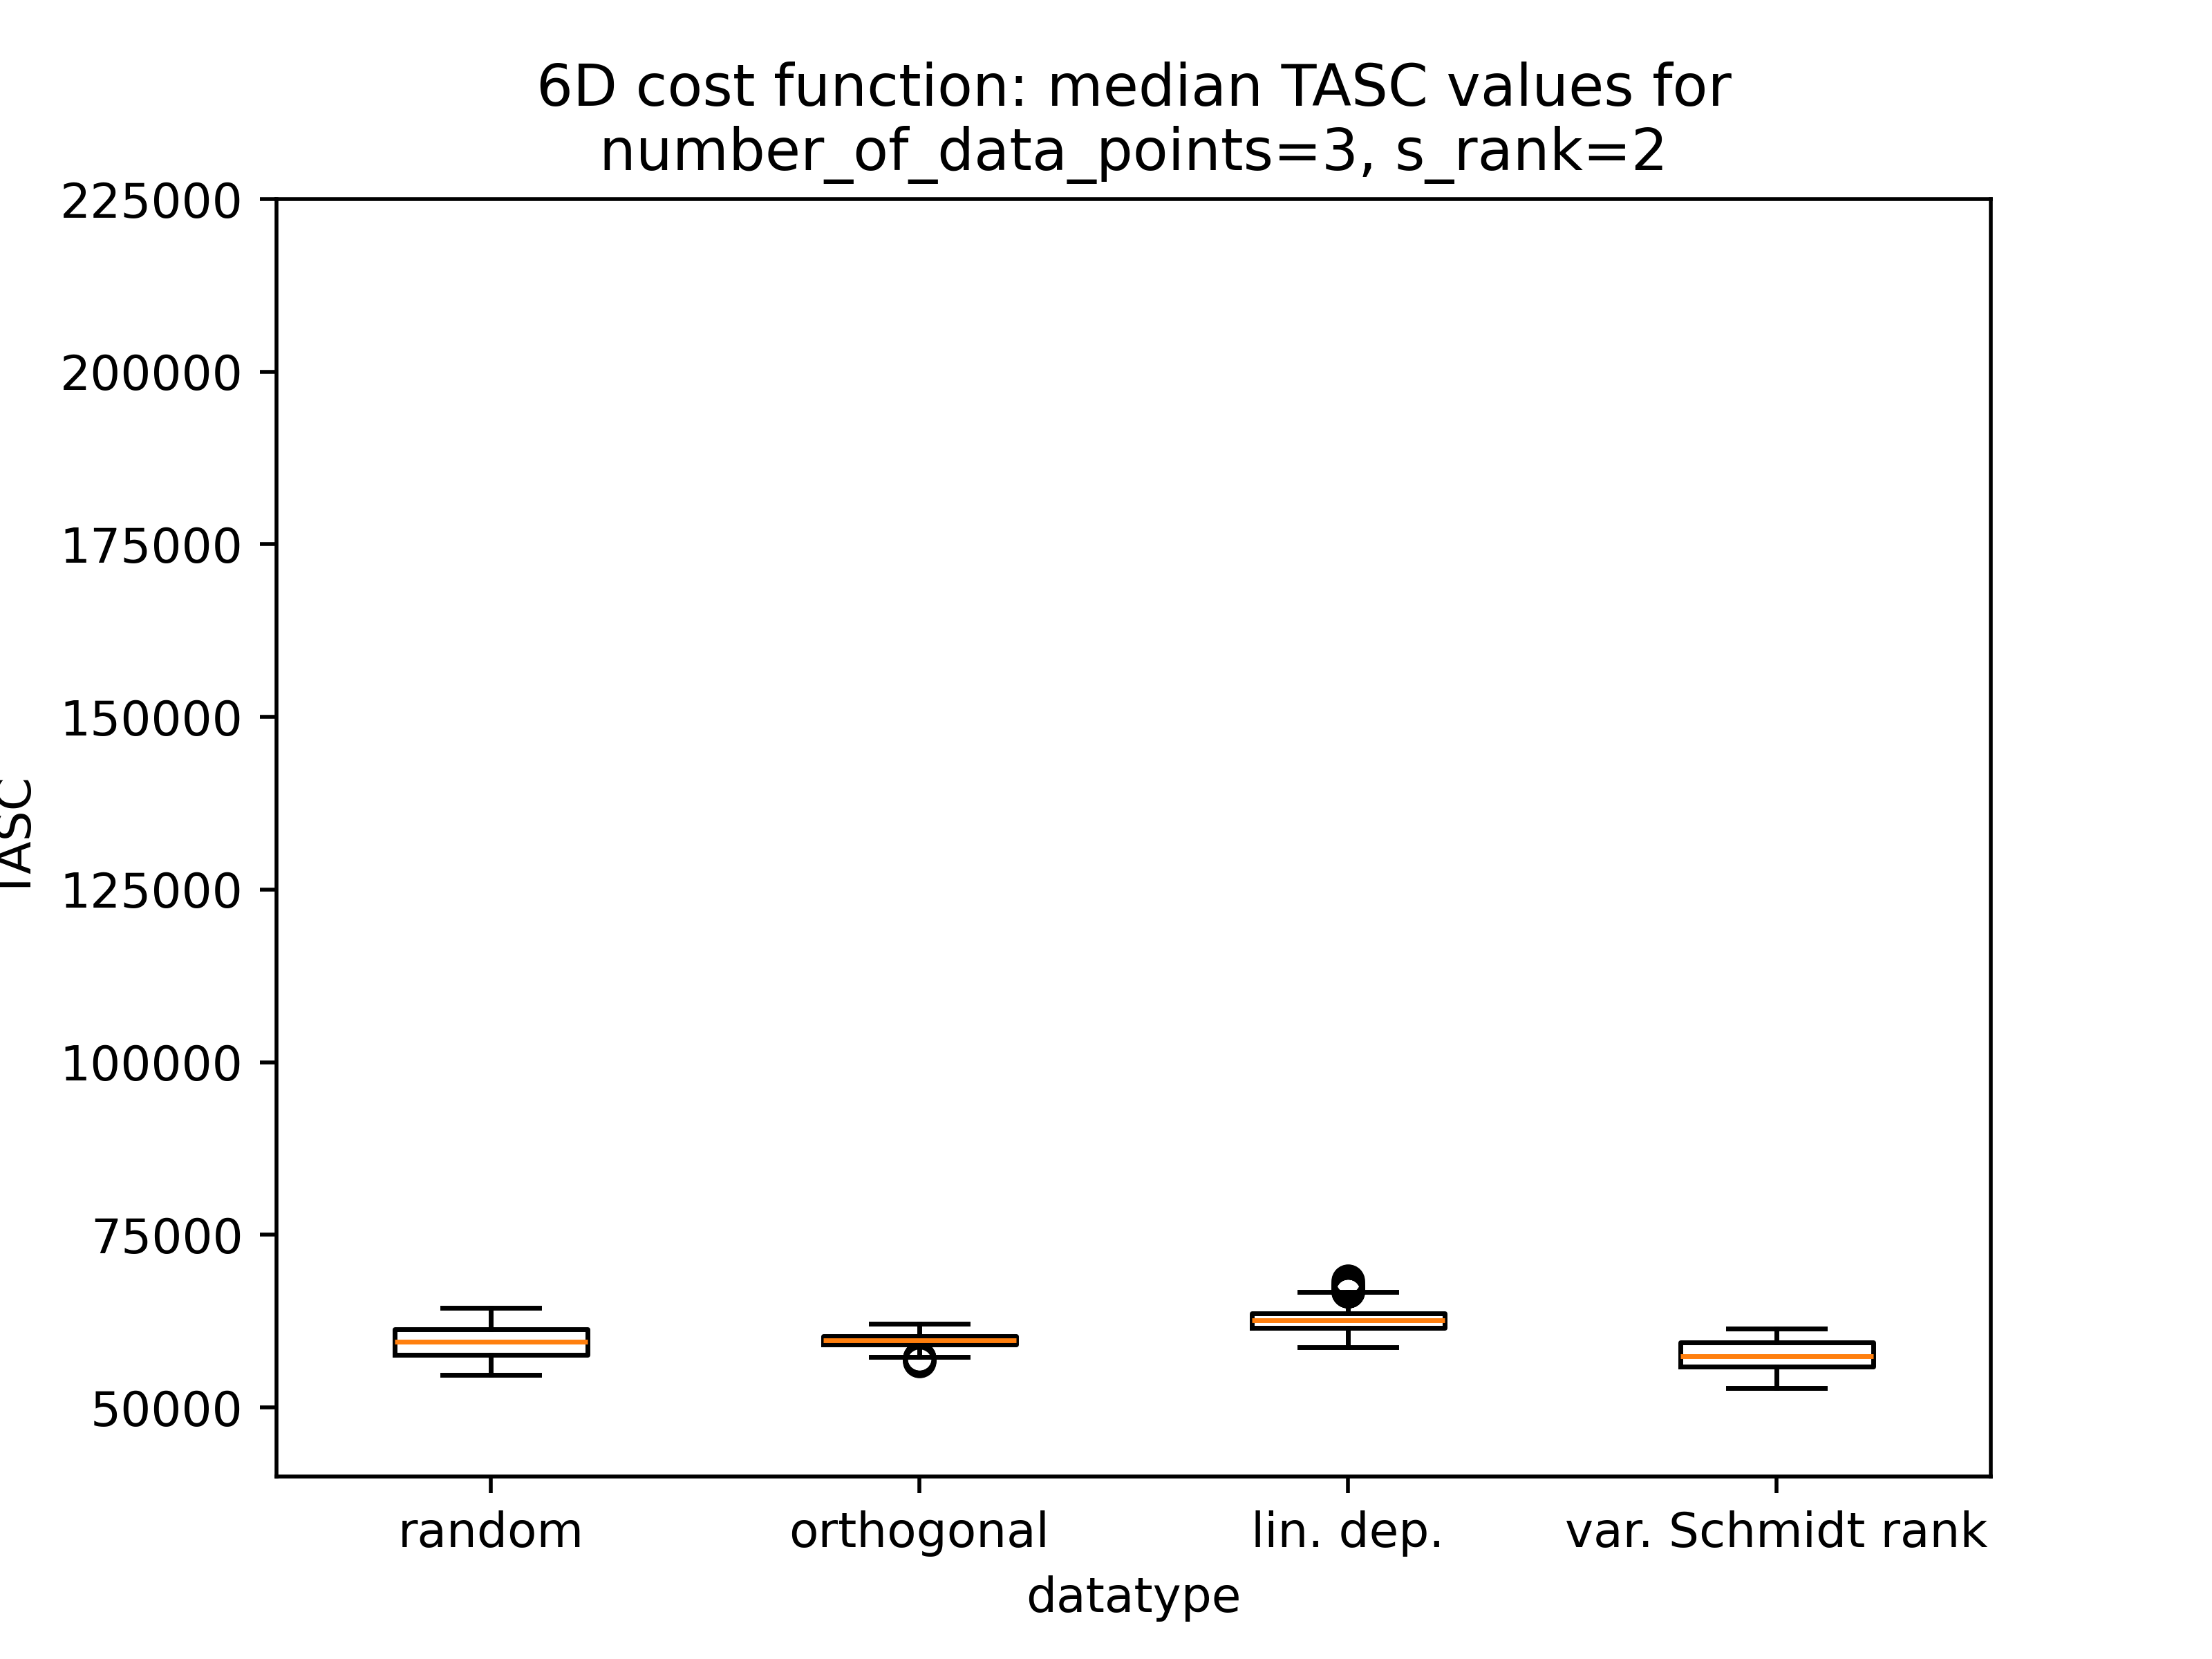 6D cost function: median TASC values for
number_of_data_points=3, s_rank=2
225000
200000
175000
150000
125000
100000
75000
50000
TASC
random
orthogonal
lin. dep.
var. Schmidt rank
datatype